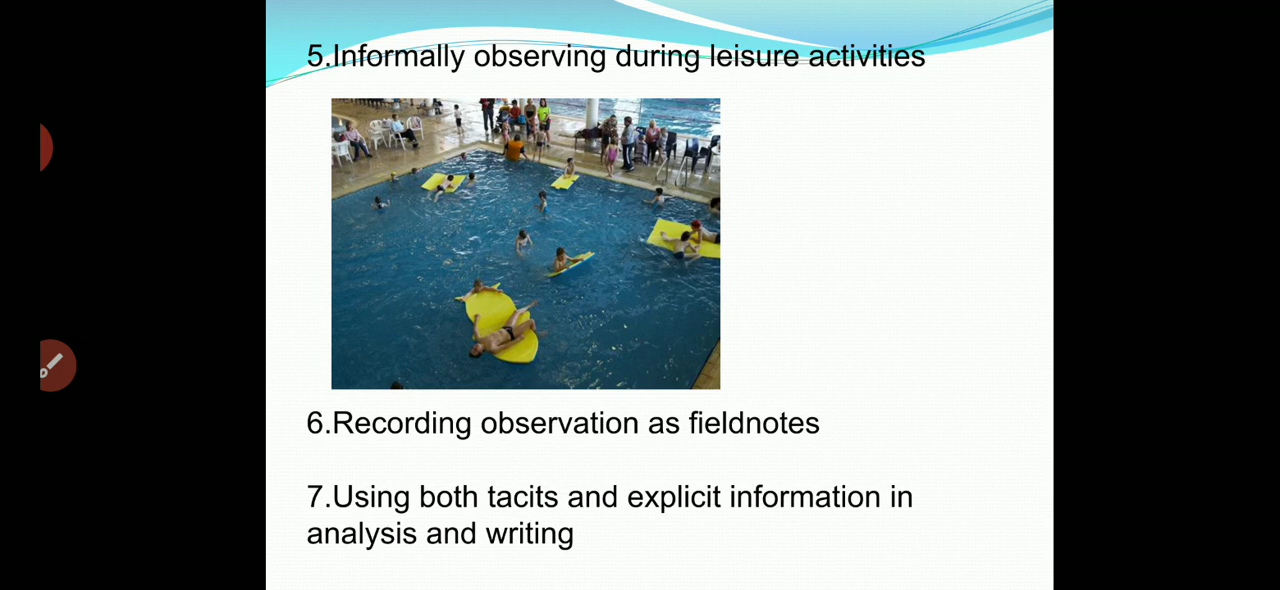 5.Informally observing during leisure activities
6.Recording observation as fieldnotes
7.Using both tacits and explicit information in
analysis and writing